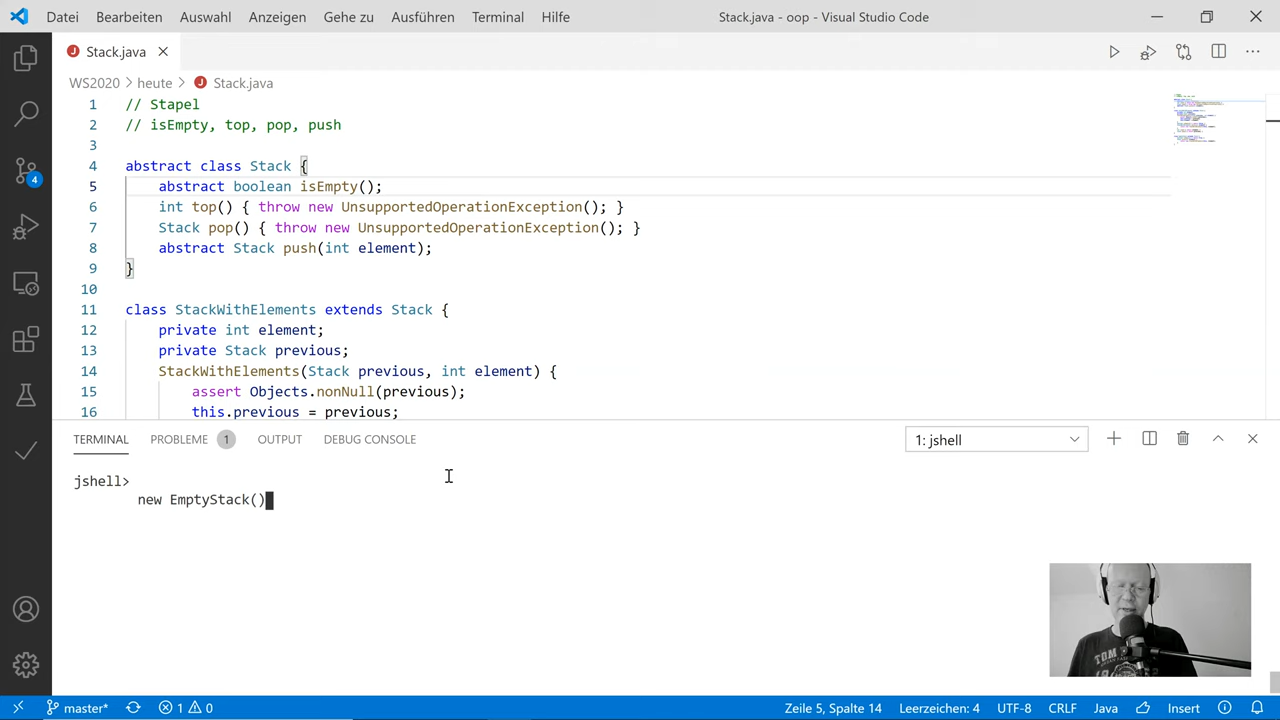 Datei Bearbeiten Auswahl Anzeigen Gehe zu Ausführen Terminal Hilfe Stack.java - oop - Visual Studio Code
Stack.java
WS2020 > heute > Stack.java
1 // Stapel
2 // isEmpty, top, pop, push
3
4 abstract class Stack {
5 abstract boolean isEmpty();
6 int top() { throw new UnsupportedOperationException(); }
7 Stack pop() { throw new UnsupportedOperationException(); }
8 abstract Stack push(int element);
9 }
10
11 class StackWithElements extends Stack {
12 private int element;
13 private Stack previous;
14 StackWithElements(Stack previous, int element) {
15 assert Objects.nonNull(previous);
16 this.previous = previous;
TERMINAL PROBLEME 1 OUTPUT DEBUG CONSOLE 1: jshell
jshell>
new EmptyStack()
4
TOM
master* 1 0 Zeile 5, Spalte 14 Leerzeichen: 4 UTF-8 CRLF Java Insert